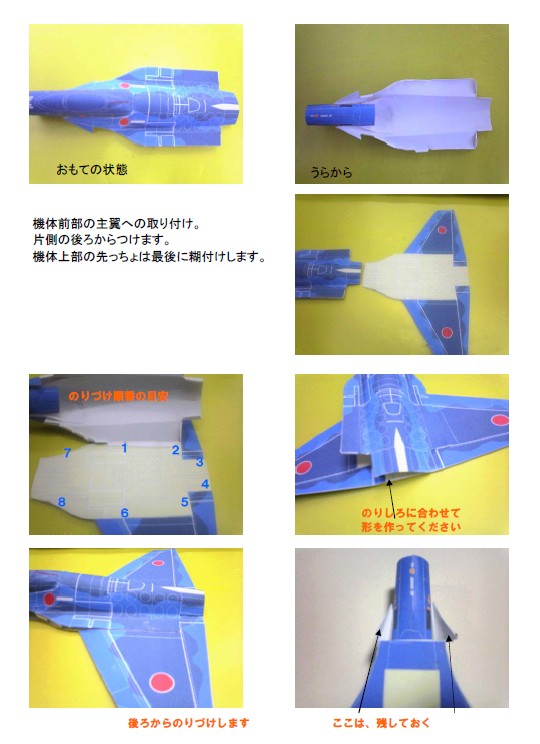 おもての状態
うらから
機体前部の主翼への取り付け。
片側の後ろからつけます。
機体上部の先っちょは最後に糊付けします。
のりづけ順番の目安
1
2
3
4
5
6
7
8
のりしろに合わせて
形を作ってください
後ろからのりづけします
ここは、残しておく